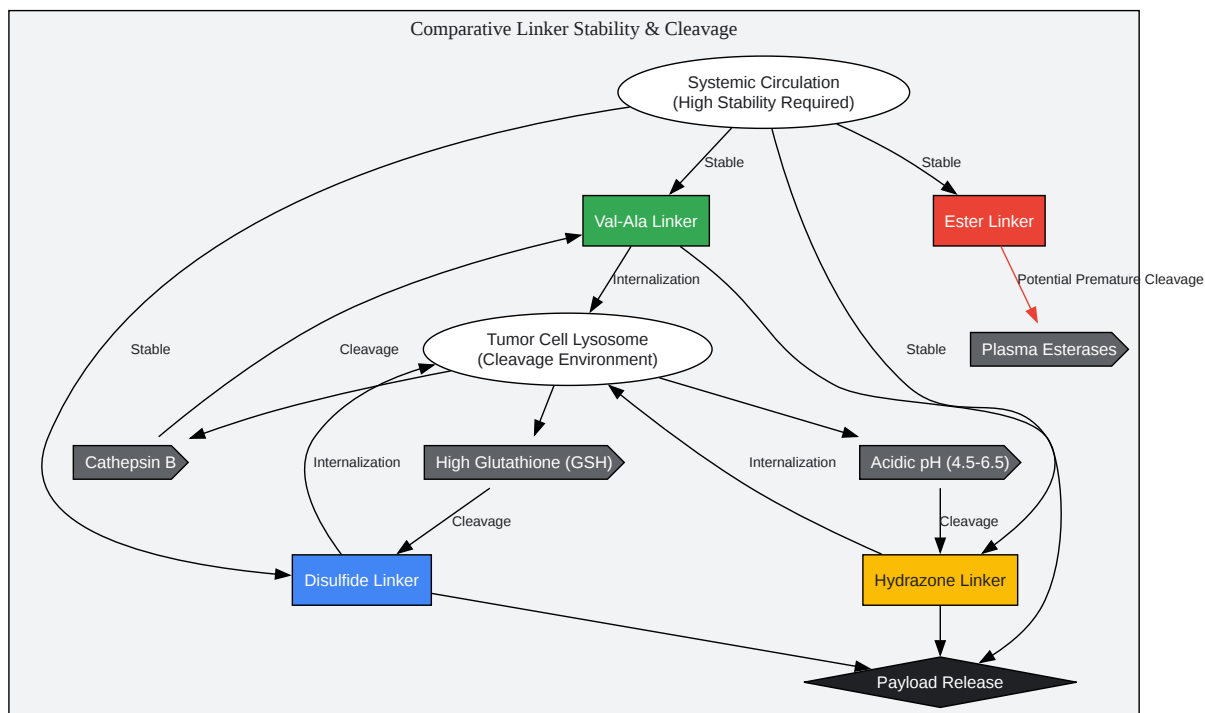 Comparative Linker Stability & Cleavage
Systemic Circulation
(High Stability Required)
Stable
Stable
Val-Ala Linker
Ester Linker
Internalization
Potential Premature Cleavage
Tumor Cell Lysosome
(Cleavage Environment)
Stable
Cleavage
Stable
Plasma Esterases
Cathepsin B
Internalization
High Glutathione (GSH)
Internalization
Acidic pH (4.5-6.5)
Cleavage
Cleavage
Disulfide Linker
Hydrazone Linker
Payload Release